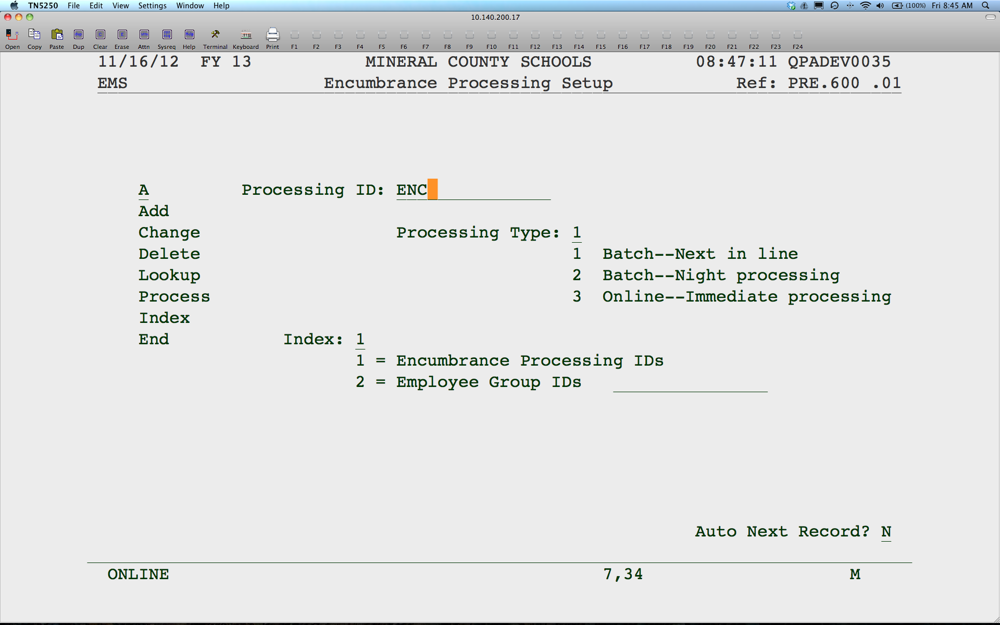 TN5250 File Edit View Settings Window Help (100%) Fri 8:45 AM
10.140.200.17
Open Copy Paste Dup Clear Erase Attn Sysreq Help Terminal Keyboard Print F1 F2 F3 F4 F5 F6 F7 F8 F9 F10 F11 F12 F13 F14 F15 F16 F17 F18 F19 F20 F21 F22 F23 F24
11/16/12 FY 13 MINERAL COUNTY SCHOOLS 08:47:11 QPADEV0035
EMS Encumbrance Processing Setup Ref: PRE.600 .01
A Processing ID: ENC
Add
Change Processing Type: 1
Delete 1 Batch--Next in line
Lookup 2 Batch--Night processing
Process 3 Online--Immediate processing
Index
End Index: 1
1 = Encumbrance Processing IDs
2 = Employee Group IDs
Auto Next Record? N
ONLINE 7,34 M